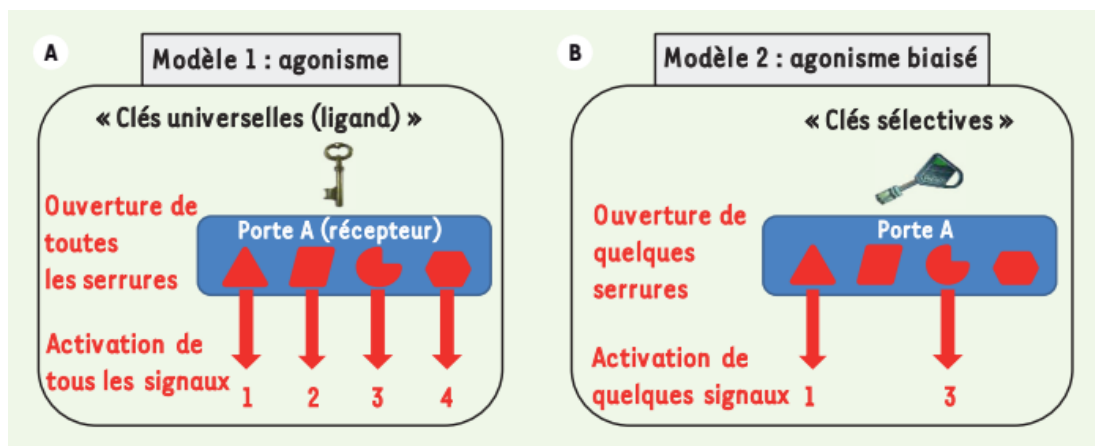 A
Modèle 1 : agonisme
« Clés universelles (ligand) »
Ouverture de
toutes
les serrures
Porte A (récepteur)
Activation de
tous les signaux
1 2 3 4
B
Modèle 2 : agonisme biaisé
« Clés sélectives »
Ouverture de
quelques
serrures
Porte A
Activation de
quelques signaux
1 3